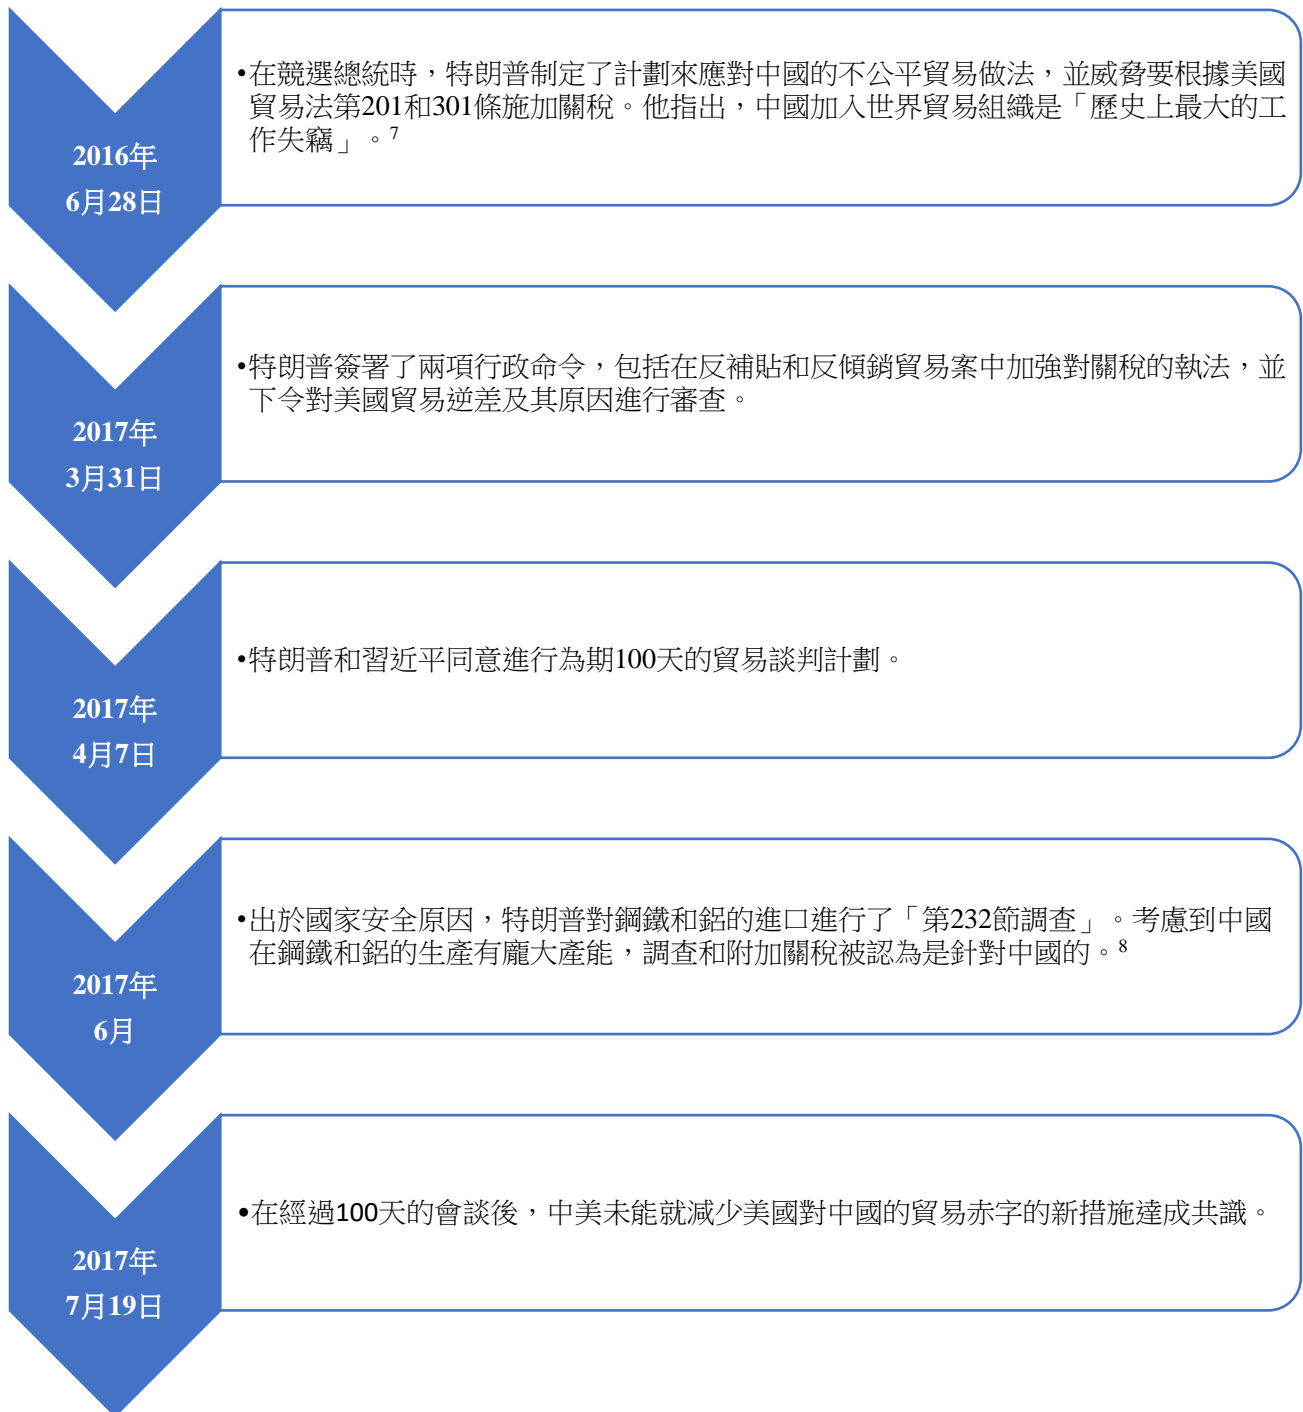 2016年
6月28日
•在競選總統時，特朗普制定了計劃來應對中國的不公平貿易做法，並威脅要根據美國
貿易法第201和301條施加關稅。他指出，中國加入世界貿易組織是「歷史上最大的工
作失竊」。7
2017年
3月31日
•特朗普簽署了兩項行政命令，包括在反補貼和反傾銷貿易案中加強對關稅的執法，並
下令對美國貿易逆差及其原因進行審查。
2017年
4月7日
•特朗普和習近平同意進行為期100天的貿易談判計劃。
2017年
6月
•出於國家安全原因，特朗普對鋼鐵和鋁的進口進行了「第232節調查」。考慮到中國
在鋼鐵和鋁的生產有龐大產能，調查和附加關稅被認為是針對中國的。8
2017年
7月19日
•在經過100天的會談後，中美未能就減少美國對中國的貿易赤字的新措施達成共識。